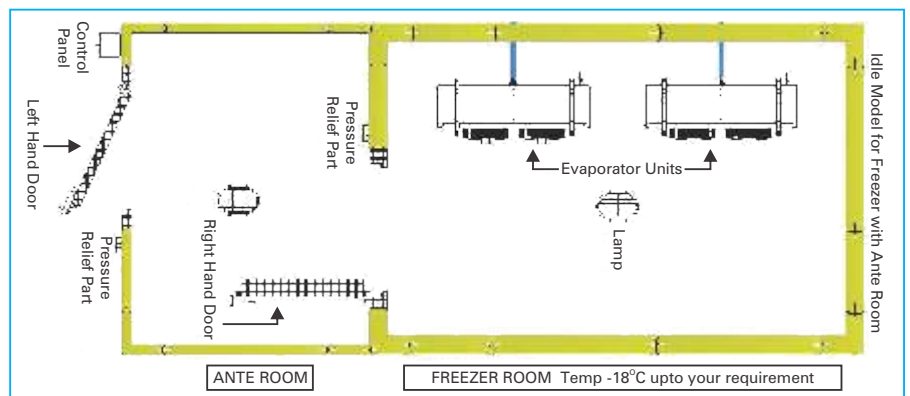 Control
Panel
Left Hand Door
Pressure
Relief Part
Pressure
Relief Part
Right Hand Door
Evaporator Units
Lamp
Idle Model for Freezer with Ante Room
ANTE ROOM
FREEZER ROOM Temp -18°C upto your requirement